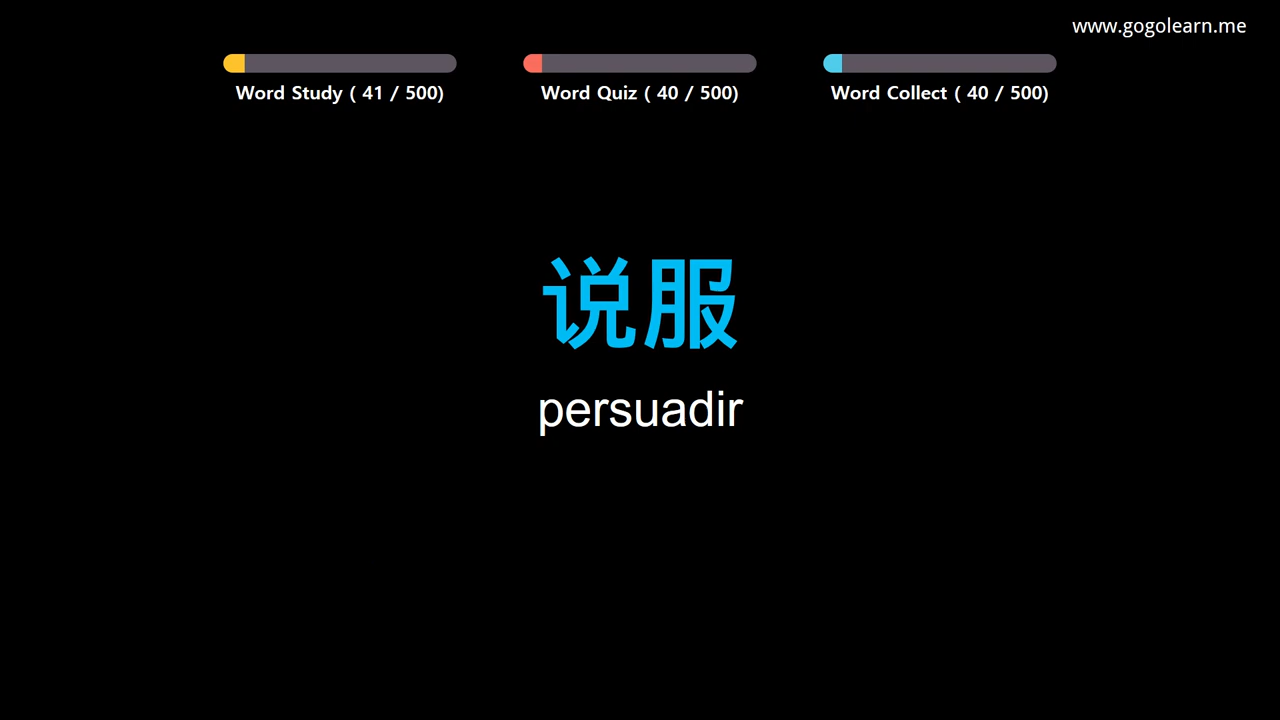 www.gogolearn.me
Word Study ( 41 / 500)
Word Quiz ( 40 / 500)
Word Collect ( 40 / 500)
说服
persuadir